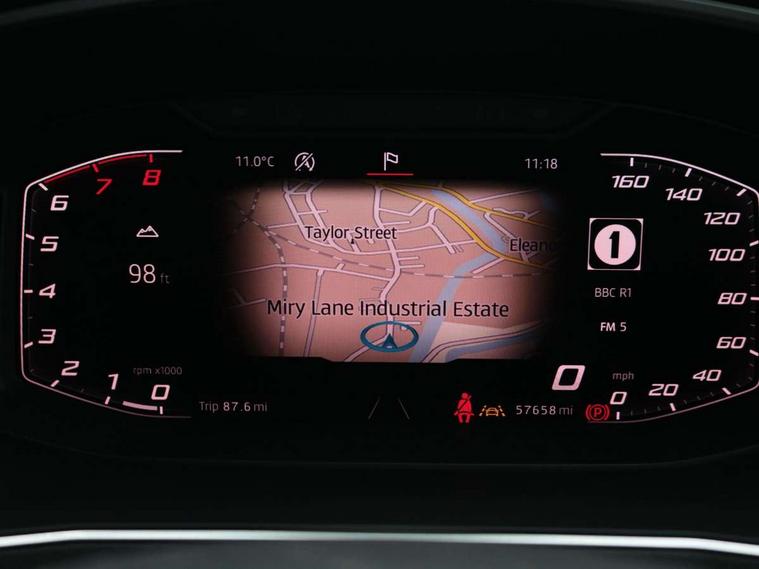 11.0°C
11:18
8
7
6
5
4
3
2
1
0
rpm x1000
98 ft
Trip 87.6 mi
Taylor Street
Eleano
Miry Lane Industrial Estate
160
140
120
100
80
60
40
20
0
1
BBC R1
FM 5
0 mph
57658 mi
P